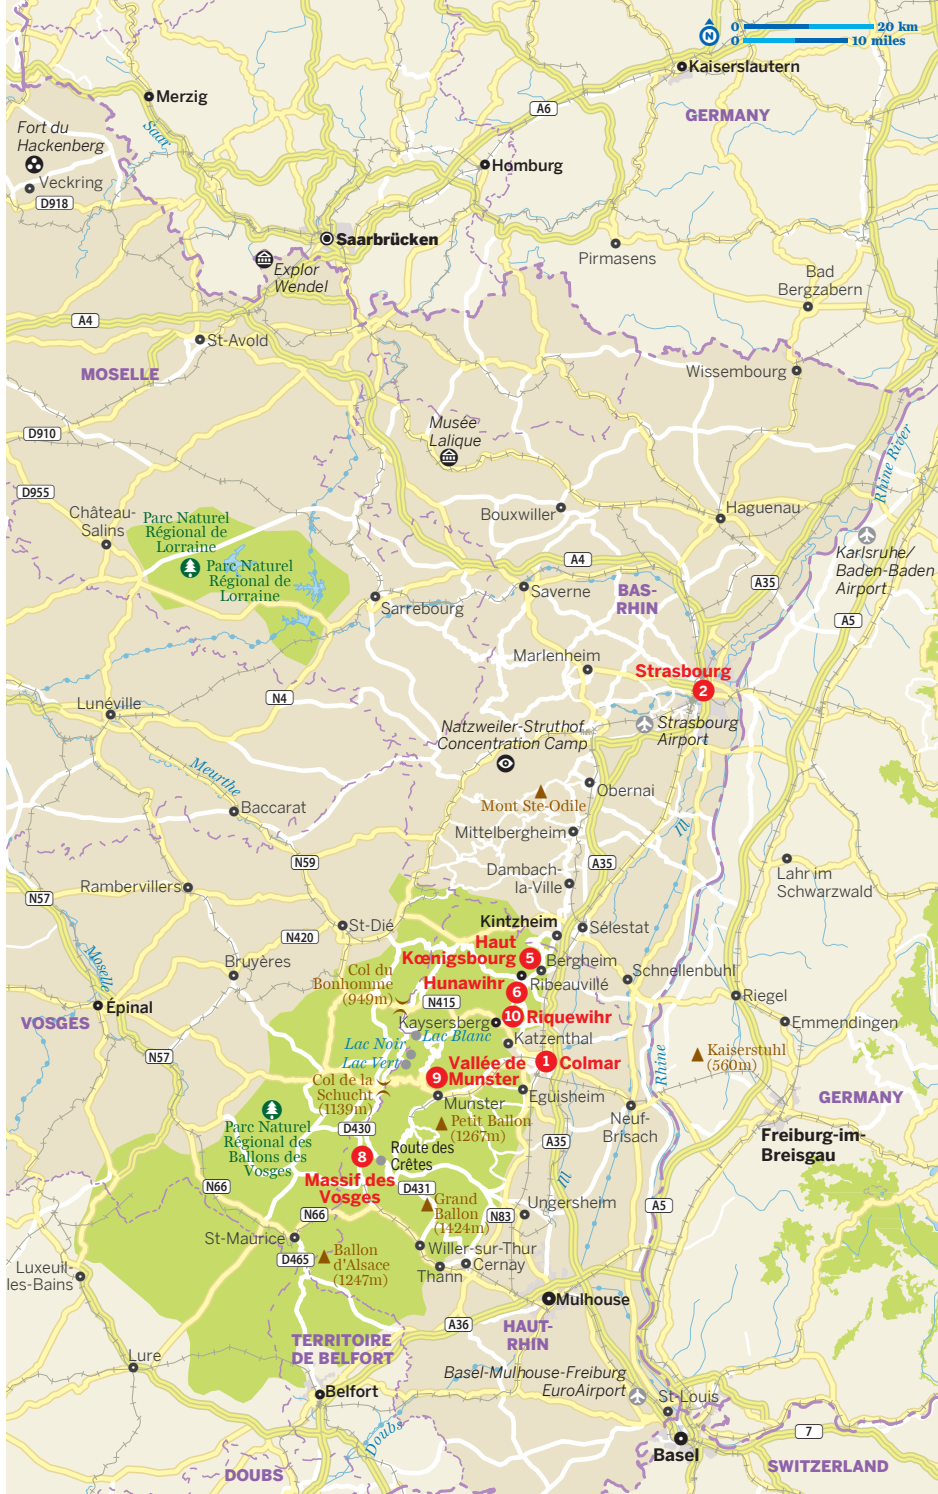 0 20 km
N
0 10 miles
Kaiserslautern
Merzig
A6
GERMANY
Fort du
Hackenberg
Saar
Homburg
Veckring
D918
Saarbrücken
Pirmasens
Explor
Wendel
Bad
Bergzabern
A4
St-Avold
MOSELLE
Wissembourg
Musée
Lalique
D910
Rhine River
D955
Château-
Salins
Parc Naturel
Régional de
Lorraine
Bouxwiller
Haguenau
Karlsruhe/
Baden-Baden
Airport
Parc Naturel
Régional de
Lorraine
A4
Saverne
BAS-
RHIN
A35
Sarrebourg
A5
Marlenheim
Strasbourg
2
N4
Lunéville
Natzweiler-Struthof
Concentration Camp
Strasbourg
Airport
Meurthe
Obernai
Mont Ste-Odile
Baccarat
Mittelbergheim
Ill
N59
A35
Dambach-
la-Ville
Lahr im
Schwarzwald
Rambervillers
N57
St-Dié
Kintzheim
Sélestat
N420
Haut
Kœnigsbourg
5
Bergheim
Moselle
Bruyères
Col du
Bonhomme
(949m)
Hunawihr
6
Ribeauvillé
Schnellenbuhl
Riegel
N415
Épinal
10
Riquewihr
VOSGES
Kaysersberg
Emmendingen
Lac Blanc
Katzenthal
Lac Noir
Lac Vert
N57
Vallée de
Munster
9
1
Colmar
Rhine
Kaiserstuhl
(560m)
Col de la
Schlucht
(1139m)
Munster
Eguisheim
GERMANY
Parc Naturel
Régional des
Ballons des
Vosges
Petit Ballon
(1267m)
Neuf-
Brisach
D430
Route des
Crêtes
A35
Freiburg-im-
Breisgau
8
Massif des
Vosges
D431
Ill
N66
Grand
Ballon
(1424m)
N83
Ungersheim
A5
N66
St-Maurice
Willer-sur-Thur
D465
Ballon
d'Alsace
(1247m)
Cernay
Thann
Luxeuil-
les-Bains
Mulhouse
A36
HAUT-
RHIN
TERRITOIRE
DE BELFORT
Lure
Basel-Mulhouse-Freiburg
EuroAirport
Belfort
St-Louis
Doubs
7
Basel
DOUBS
SWITZERLAND